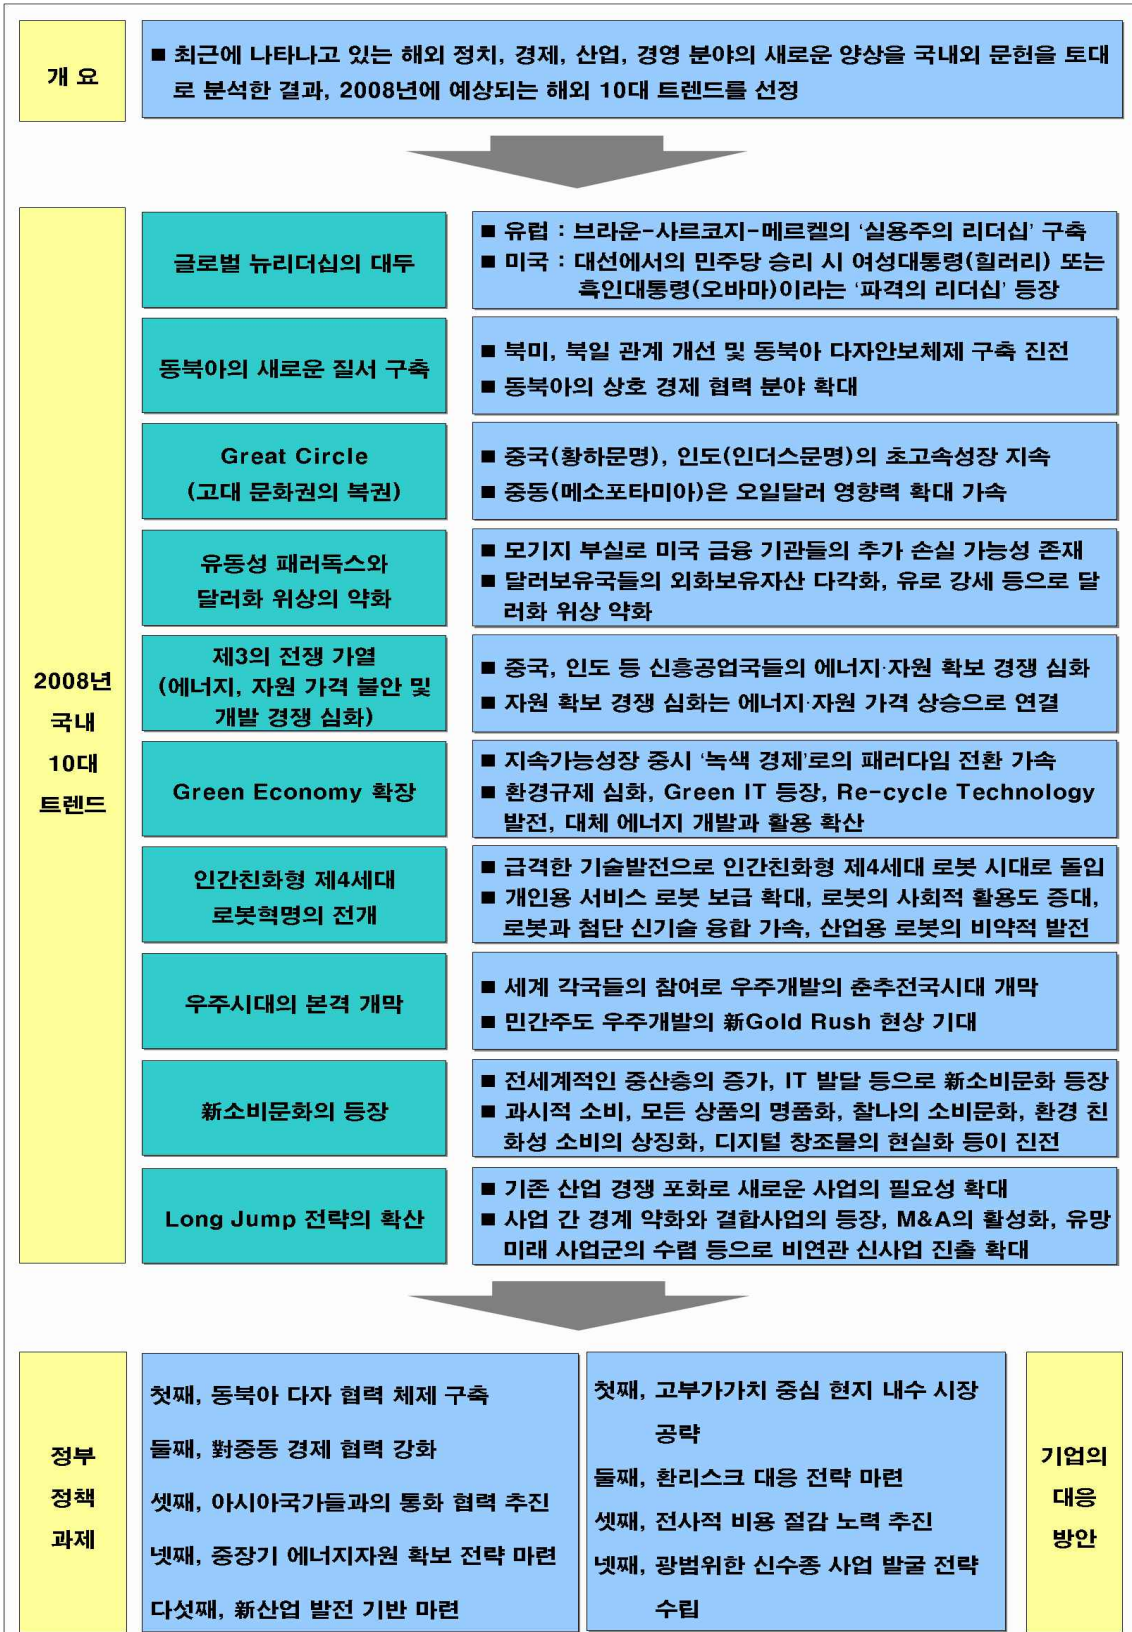 개 요
■ 최근에 나타나고 있는 해외 정치, 경제, 산업, 경영 분야의 새로운 양상을 국내외 문헌을 토대
로 분석한 결과, 2008년에 예상되는 해외 10대 트렌드를 선정
2008년
국내
10대
트렌드
글로벌 뉴리더십의 대두
■ 유럽 : 브라운-사르코지-메르켈의 ‘실용주의 리더십’ 구축
■ 미국 : 대선에서의 민주당 승리 시 여성대통령(힐러리) 또는
흑인대통령(오바마)이라는 ‘파격의 리더십’ 등장
동북아의 새로운 질서 구축
■ 북미, 북일 관계 개선 및 동북아 다자안보체제 구축 진전
■ 동북아의 상호 경제 협력 분야 확대
Great Circle
(고대 문화권의 복권)
■ 중국(황하문명), 인도(인더스문명)의 초고속성장 지속
■ 중동(메소포타미아)은 오일달러 영향력 확대 가속
유동성 패러독스와
달러화 위상의 약화
■ 모기지 부실로 미국 금융 기관들의 추가 손실 가능성 존재
■ 달러보유국들의 외화보유자산 다각화, 유로 강세 등으로 달
러화 위상 약화
제3의 전쟁 가열
(에너지, 자원 가격 불안 및
개발 경쟁 심화)
■ 중국, 인도 등 신흥공업국들의 에너지·자원 확보 경쟁 심화
■ 자원 확보 경쟁 심화는 에너지·자원 가격 상승으로 연결
Green Economy 확장
■ 지속가능성장 중시 ‘녹색 경제’로의 패러다임 전환 가속
■ 환경규제 심화, Green IT 등장, Re-cycle Technology
발전, 대체 에너지 개발과 활용 확산
인간친화형 제4세대
로봇혁명의 전개
■ 급격한 기술발전으로 인간친화형 제4세대 로봇 시대로 돌입
■ 개인용 서비스 로봇 보급 확대, 로봇의 사회적 활용도 증대,
로봇과 첨단 신기술 융합 가속, 산업용 로봇의 비약적 발전
우주시대의 본격 개막
■ 세계 각국들의 참여로 우주개발의 춘추전국시대 개막
■ 민간주도 우주개발의 新Gold Rush 현상 기대
新소비문화의 등장
■ 전세계적인 중산층의 증가, IT 발달 등으로 新소비문화 등장
■ 과시적 소비, 모든 상품의 명품화, 찰나의 소비문화, 환경 친
화성 소비의 상징화, 디지털 창조물의 현실화 등이 진전
Long Jump 전략의 확산
■ 기존 산업 경쟁 포화로 새로운 사업의 필요성 확대
■ 사업 간 경계 약화와 결합사업의 등장, M&A의 활성화, 유망
미래 사업군의 수렴 등으로 비연관 신사업 진출 확대
정부
정책
과제
첫째, 동북아 다자 협력 체제 구축
둘째, 對중동 경제 협력 강화
셋째, 아시아국가들과의 통화 협력 추진
넷째, 중장기 에너지자원 확보 전략 마련
다섯째, 新산업 발전 기반 마련
첫째, 고부가가치 중심 현지 내수 시장
공략
둘째, 환리스크 대응 전략 마련
셋째, 전사적 비용 절감 노력 추진
넷째, 광범위한 신수종 사업 발굴 전략
수립
기업의
대응
방안